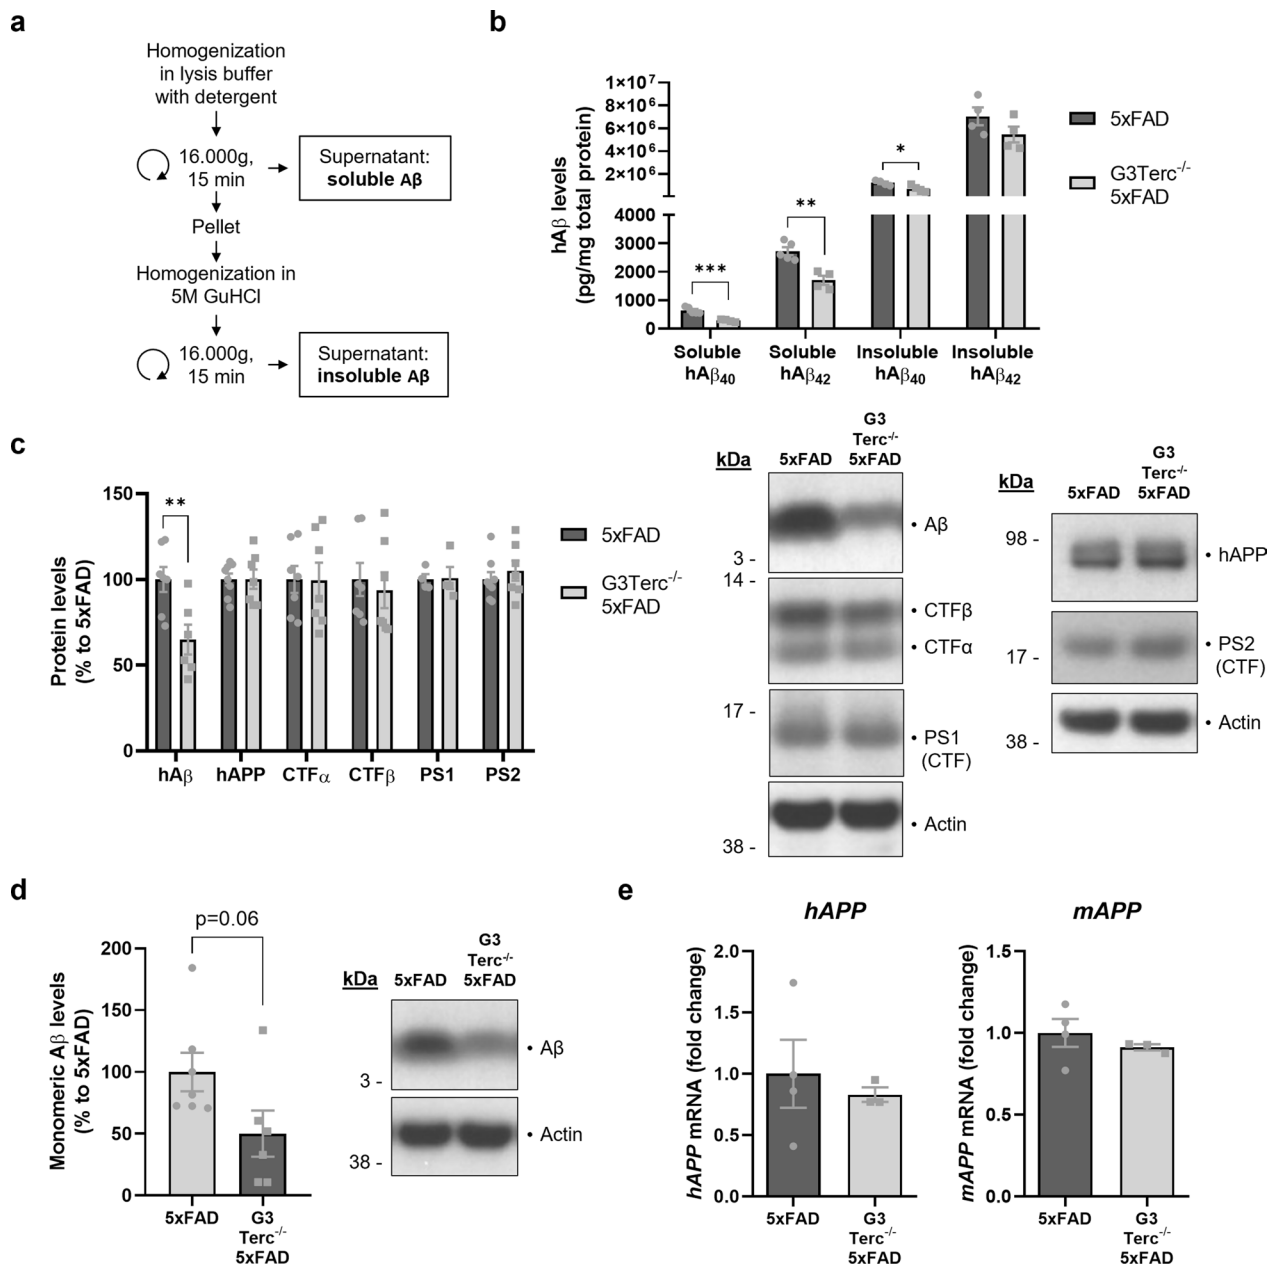 a
Homogenization
in lysis buffer
with detergent
16.000g,
15 min
Supernatant:
soluble Aβ
Pellet
Homogenization in
5M GuHCl
16.000g,
15 min
Supernatant:
insoluble Aβ
b
hAβ levels
(pg/mg total protein)
1×10⁷
8×10⁶
6×10⁶
4×10⁶
2×10⁶
4000
3000
2000
1000
0
***
**
*
Soluble
hAβ₄₀
Soluble
hAβ₄₂
Insoluble
hAβ₄₀
Insoluble
hAβ₄₂
5xFAD
G3Terc⁻/⁻
5xFAD
c
Protein levels
(% to 5xFAD)
150
100
50
0
**
hAβ
hAPP
CTFα
CTFβ
PS1
PS2
5xFAD
G3Terc⁻/⁻
5xFAD
kDa
5xFAD
G3
Terc⁻/⁻
5xFAD
• Aβ
3 -
14 -
• CTFβ
• CTFα
17 -
• PS1
(CTF)
• Actin
38 -
kDa
5xFAD
G3
Terc⁻/⁻
5xFAD
98 -
• hAPP
17 -
• PS2
(CTF)
• Actin
38 -
d
Monomeric Aβ levels
(% to 5xFAD)
200
150
100
50
0
p=0.06
5xFAD
G3
Terc⁻/⁻
5xFAD
kDa
5xFAD
G3
Terc⁻/⁻
5xFAD
• Aβ
3 -
• Actin
38 -
e
hAPP
hAPP mRNA (fold change)
2.0
1.5
1.0
0.5
0.0
5xFAD
G3
Terc⁻/⁻
5xFAD
mAPP
mAPP mRNA (fold change)
1.5
1.0
0.5
0.0
5xFAD
G3
Terc⁻/⁻
5xFAD